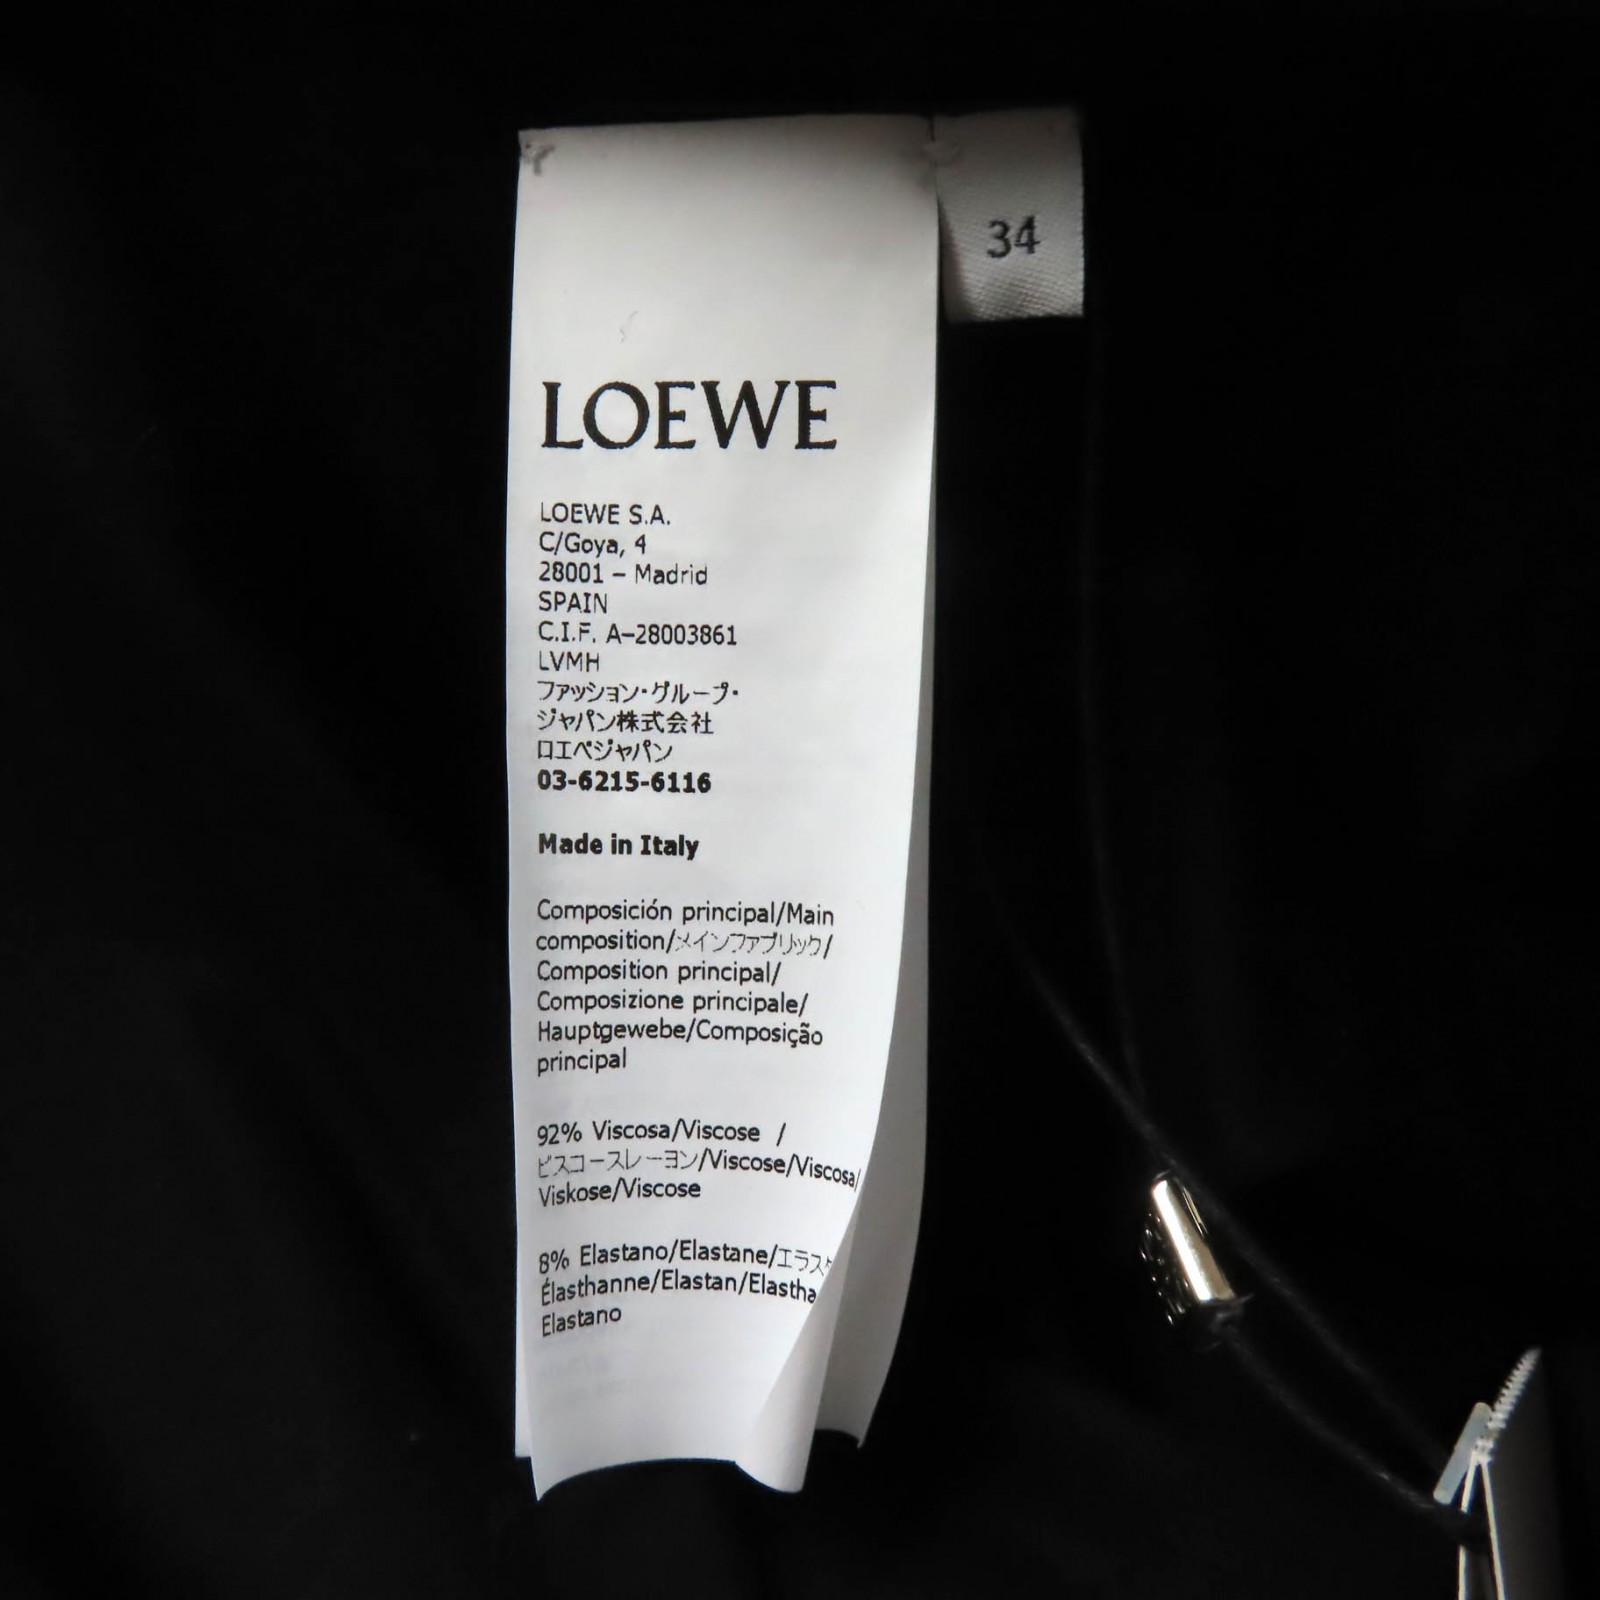 34
LOEWE
LOEWE S.A.
C/Goya, 4
28001 – Madrid
SPAIN
C.I.F. A–28003861
LVMH
ファッション・グループ・
ジャパン株式会社
ロエベジャパン
03-6215-6116
Made in Italy
Composición principal/Main
composition/メインファブリック/
Composition principal/
Composizione principale/
Hauptgewebe/Composição
principal
92% Viscosa/Viscose /
ビスコースレーヨン/Viscose/Viscosa/
Viskose/Viscose
8% Elastano/Elastane/エラス
Élasthanne/Elastan/Elastha
Elastano